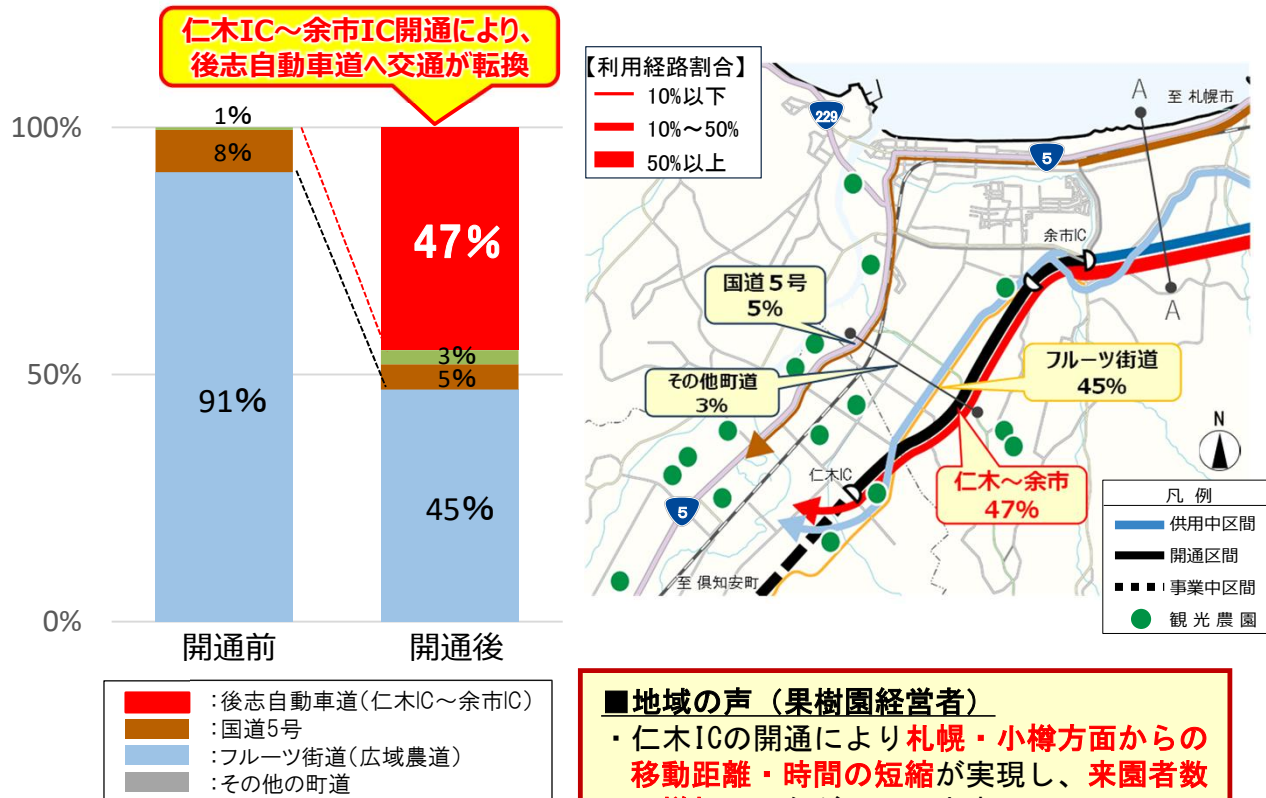 仁木IC～余市IC開通により、
後志自動車道へ交通が転換
100%
50%
0%
1%
8%
91%
47%
3%
5%
45%
開通前
開通後
：後志自動車道（仁木IC～余市IC）
：国道5号
：フルーツ街道（広域農道）
：その他の町道
【利用経路割合】
10%以下
10%～50%
50%以上
229
5
A
至 札幌市
余市IC
A
国道５号
5%
その他町道
3%
フルーツ街道
45%
仁木IC
仁木～余市
47%
5
至 倶知安町
N
凡 例
供用中区間
開通区間
事業中区間
観 光 農 園
■地域の声（果樹園経営者）
・仁木ICの開通により札幌・小樽方面からの
移動距離・時間の短縮が実現し、来園者数